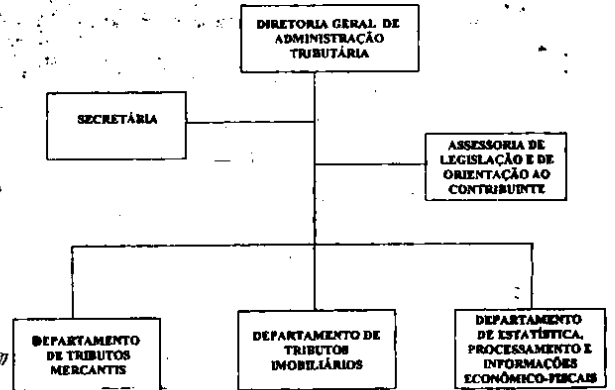 DIRETORIA GERAL DE
ADMINISTRAÇÃO
TRIBUTÁRIA
SECRETÁRIA
ASSESSORIA DE
LEGISLAÇÃO E DE
ORIENTAÇÃO AO
CONTRIBUINTE
DEPARTAMENTO
DE TRIBUTOS
MERCANTIS
DEPARTAMENTO DE
TRIBUTOS
IMOBILIÁRIOS
DEPARTAMENTO
DE ESTATÍSTICA,
PROCESSAMENTO E
INFORMAÇÕES
ECONÔMICO-FISCAIS